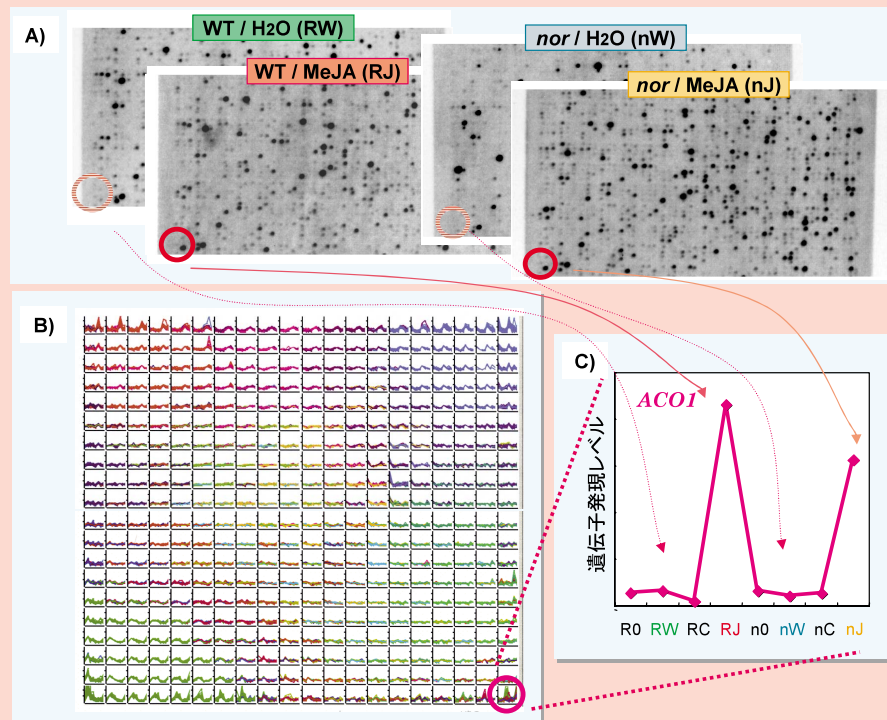 A)
WT / H2O (RW)
WT / MeJA (RJ)
nor / H2O (nW)
nor / MeJA (nJ)
B)
C)
ACO1
遺伝子発現レベル
R0 RW RC RJ n0 nW nC nJ